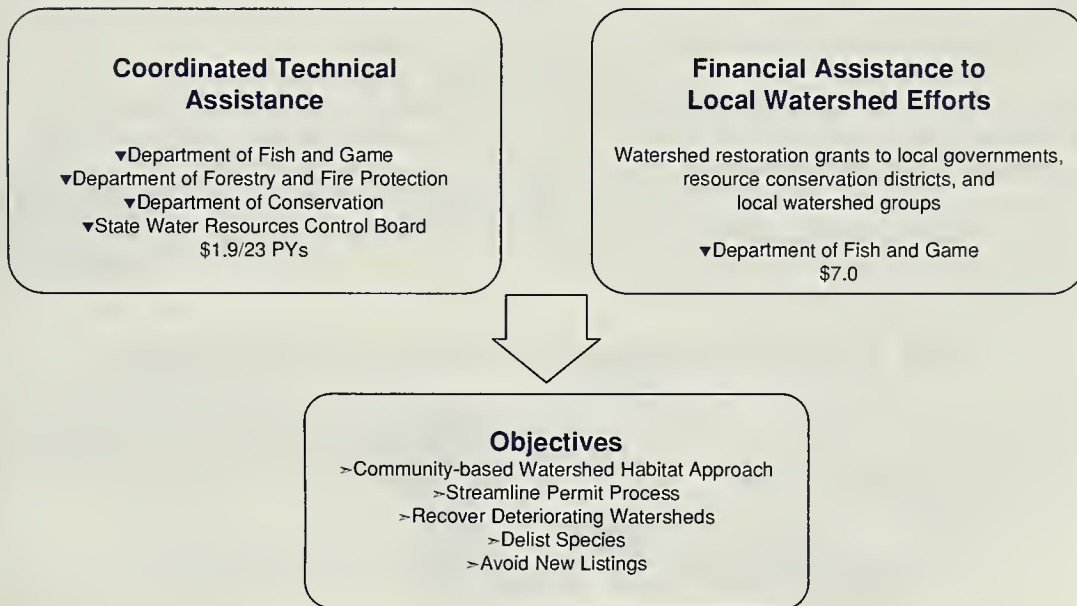 Coordinated Technical
Assistance
▼Department of Fish and Game
▼Department of Forestry and Fire Protection
▼Department of Conservation
▼State Water Resources Control Board
$1.9/23 PYs
Financial Assistance to
Local Watershed Efforts
Watershed restoration grants to local governments,
resource conservation districts, and
local watershed groups
▼Department of Fish and Game
$7.0
Objectives
➢Community-based Watershed Habitat Approach
➢Streamline Permit Process
➢Recover Deteriorating Watersheds
➢Delist Species
➢Avoid New Listings